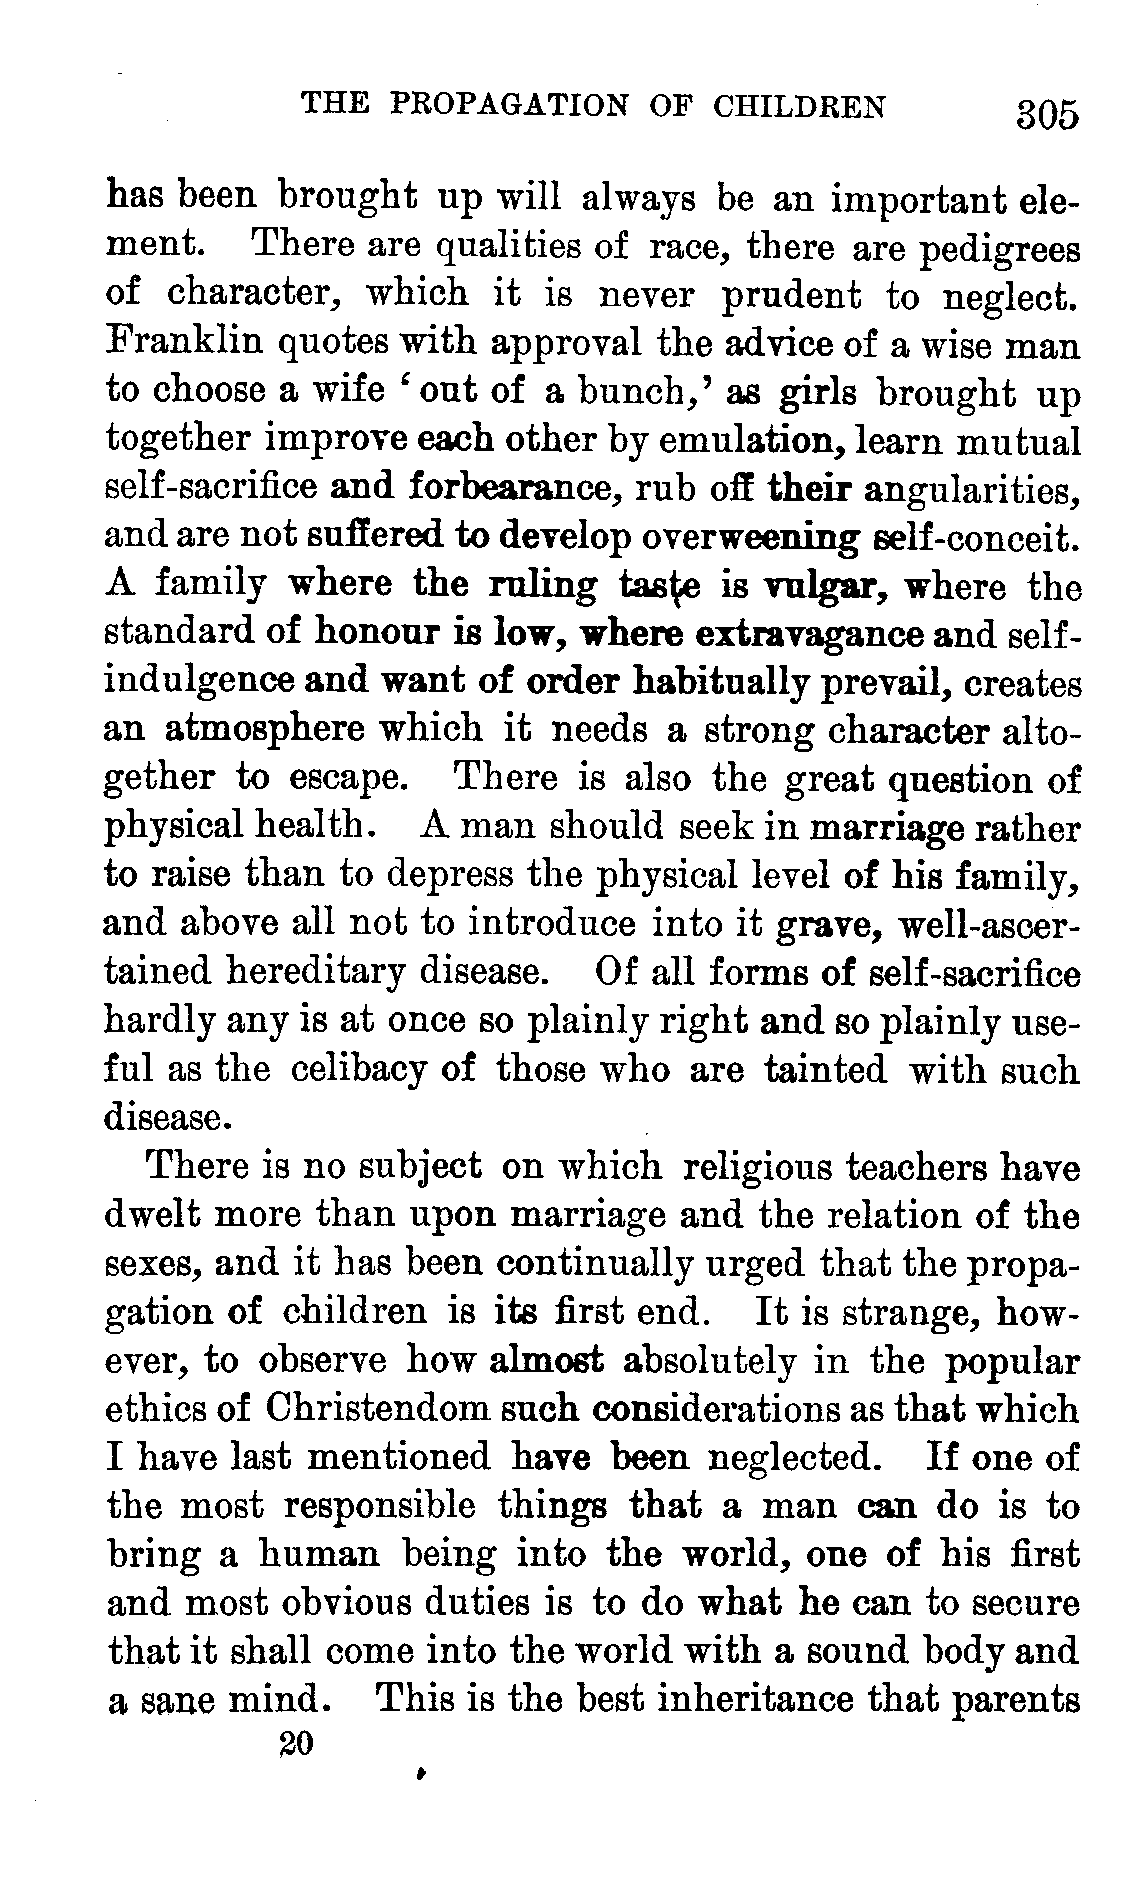 THE PROPAGATION OF CHILDREN 305
has been brought up will always be an important ele-
ment. There are qualities of race, there are pedigrees
of character, which it is never prudent to neglect.
Franklin quotes with approval the advice of a wise man
to choose a wife ‘out of a bunch,’ as girls brought up
together improve each other by emulation, learn mutual
self-sacrifice and forbearance, rub off their angularities,
and are not suffered to develop overweening self-conceit.
A family where the ruling taste is vulgar, where the
standard of honour is low, where extravagance and self-
indulgence and want of order habitually prevail, creates
an atmosphere which it needs a strong character alto-
gether to escape. There is also the great question of
physical health. A man should seek in marriage rather
to raise than to depress the physical level of his family,
and above all not to introduce into it grave, well-ascer-
tained hereditary disease. Of all forms of self-sacrifice
hardly any is at once so plainly right and so plainly use-
ful as the celibacy of those who are tainted with such
disease.
There is no subject on which religious teachers have
dwelt more than upon marriage and the relation of the
sexes, and it has been continually urged that the propa-
gation of children is its first end. It is strange, how-
ever, to observe how almost absolutely in the popular
ethics of Christendom such considerations as that which
I have last mentioned have been neglected. If one of
the most responsible things that a man can do is to
bring a human being into the world, one of his first
and most obvious duties is to do what he can to secure
that it shall come into the world with a sound body and
a sane mind. This is the best inheritance that parents
20